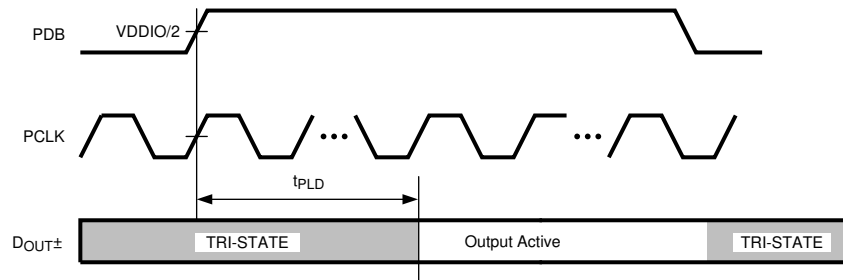 PDB
VDDIO/2
PCLK
tPLD
DOUT±
TRI-STATE
Output Active
TRI-STATE